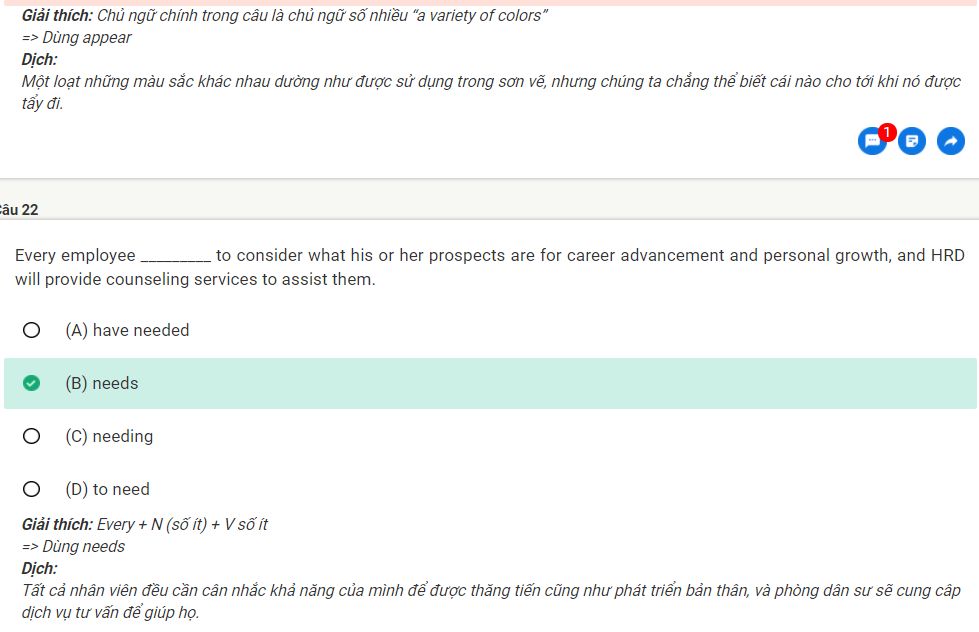 Giải thích: Chủ ngữ chính trong câu là chủ ngữ số nhiều "a variety of colors"
=> Dùng appear
Dịch:
Một loạt những màu sắc khác nhau dường như được sử dụng trong sơn vẽ, nhưng chúng ta chẳng thể biết cái nào cho tới khi nó được
tẩy đi.
1
Câu 22
Every employee _________ to consider what his or her prospects are for career advancement and personal growth, and HRD
will provide counseling services to assist them.
(A) have needed
(B) needs
(C) needing
(D) to need
Giải thích: Every + N (số ít) + V số ít
=> Dùng needs
Dịch:
Tất cả nhân viên đều cần cân nhắc khả năng của mình để được thăng tiến cũng như phát triển bản thân, và phòng dân sư sẽ cung câp
dịch vụ tư vấn để giúp họ.